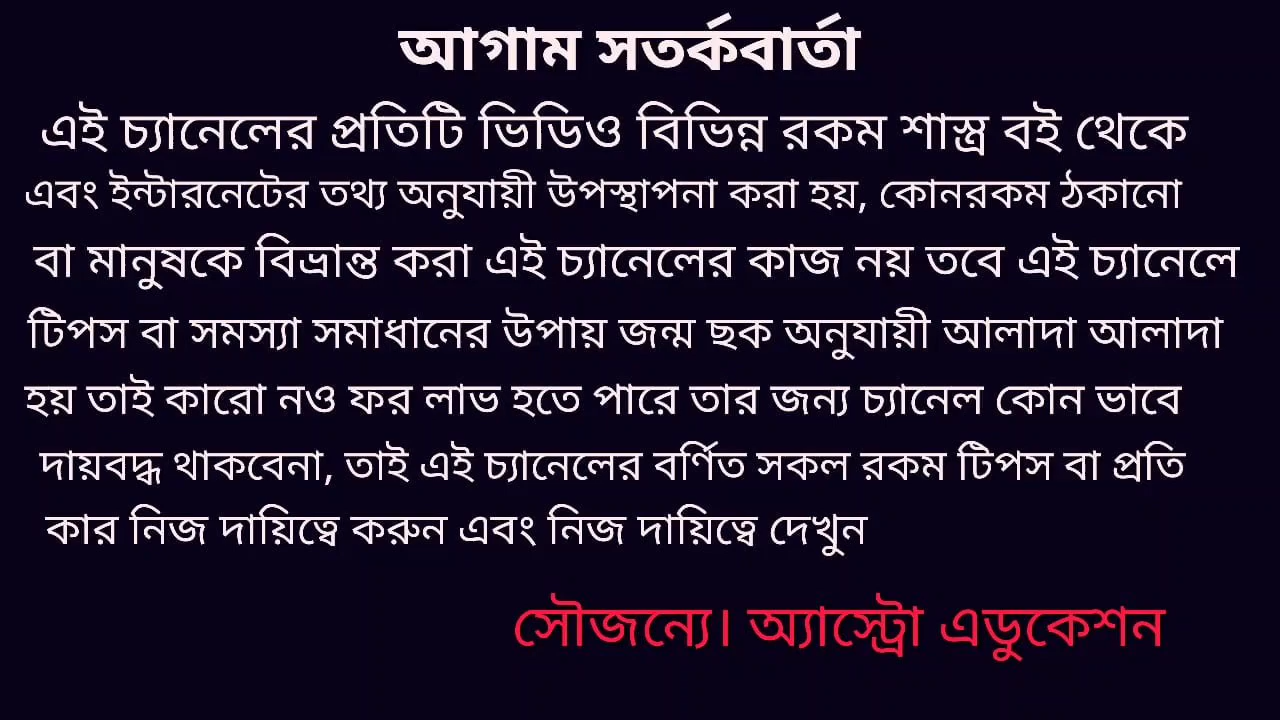 আগাম সতর্কবার্তা
এই চ্যানেলের প্রতিটি ভিডিও বিভিন্ন রকম শাস্ত্র বই থেকে
এবং ইন্টারনেটের তথ্য অনুযায়ী উপস্থাপনা করা হয়, কোনরকম ঠকানো
বা মানুষকে বিভ্রান্ত করা এই চ্যানেলের কাজ নয় তবে এই চ্যানেলে
টিপস বা সমস্যা সমাধানের উপায় জন্ম ছক অনুযায়ী আলাদা আলাদা
হয় তাই কারো নও ফর লাভ হতে পারে তার জন্য চ্যানেল কোন ভাবে
দায়বদ্ধ থাকবেনা, তাই এই চ্যানেলের বর্ণিত সকল রকম টিপস বা প্রতি
কার নিজ দায়িত্বে করুন এবং নিজ দায়িত্বে দেখুন
সৌজন্যে। অ্যাস্ট্রো এডুকেশন